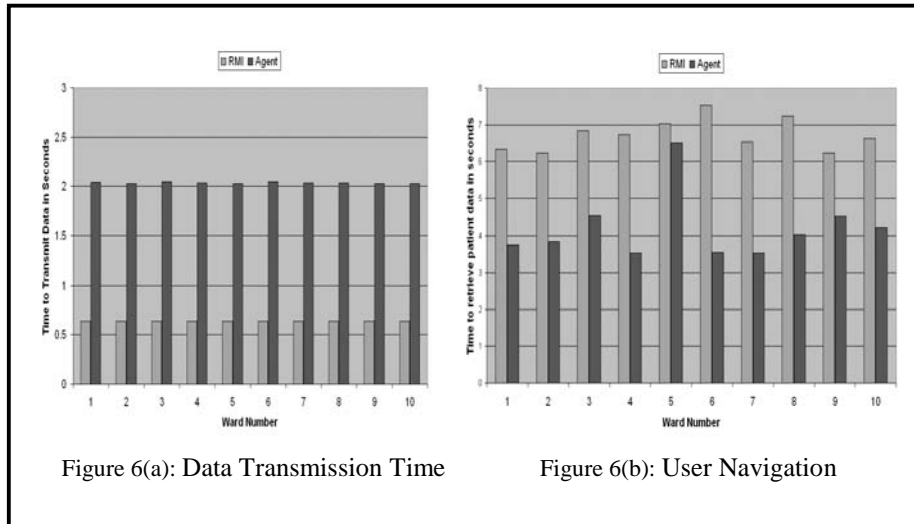 RMI Agent
Time to Transmit Data in Seconds
3
2.5
2
1.5
1
0.5
0
1 2 3 4 5 6 7 8 9 10
Ward Number
Figure 6(a): Data Transmission Time
RMI Agent
Time to retrieve patient data in seconds
8
7
6
5
4
3
2
1
0
1 2 3 4 5 6 7 8 9 10
Ward Number
Figure 6(b): User Navigation